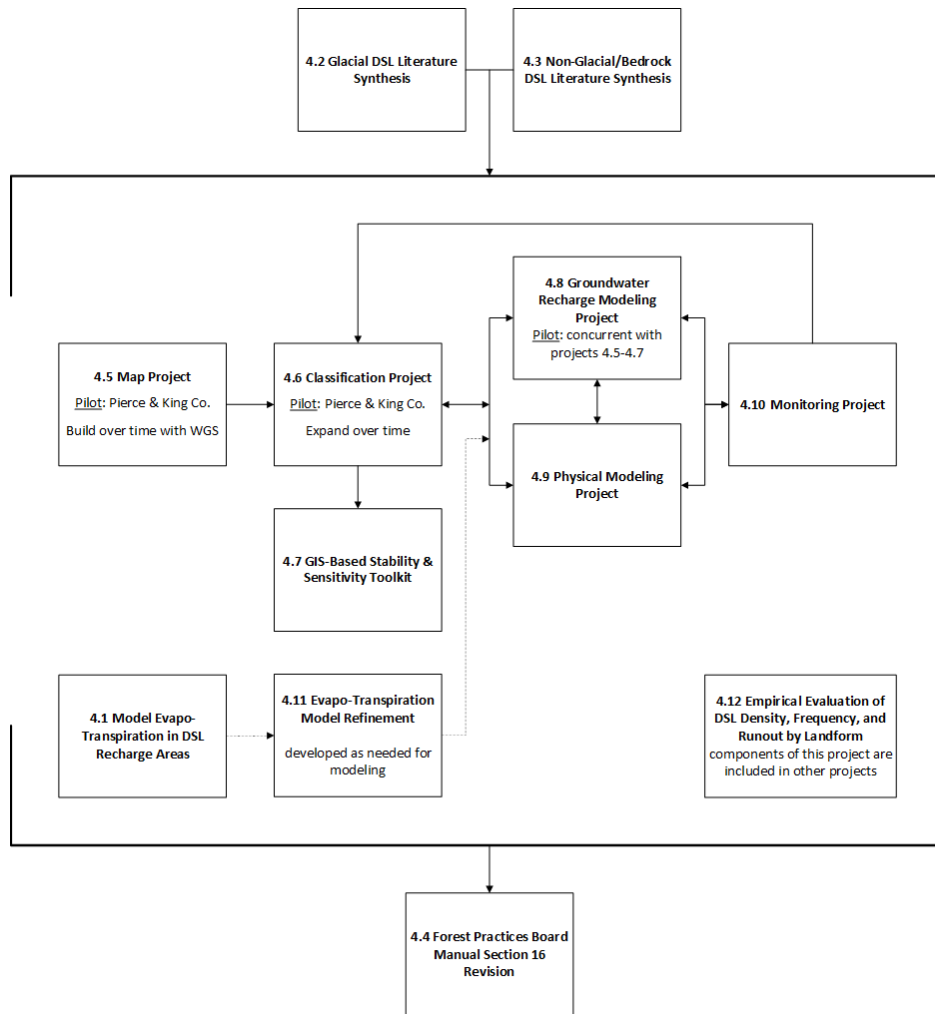 4.2 Glacial DSL Literature
Synthesis
4.3 Non-Glacial/Bedrock
DSL Literature Synthesis
4.8 Groundwater
Recharge Modeling
Project
Pilot: concurrent with
projects 4.5-4.7
4.5 Map Project
Pilot: Pierce & King Co.
Build over time with WGS
4.6 Classification Project
Pilot: Pierce & King Co.
Expand over time
4.10 Monitoring Project
4.9 Physical Modeling
Project
4.7 GIS-Based Stability &
Sensitivity Toolkit
4.1 Model Evapo-
Transpiration in DSL
Recharge Areas
4.11 Evapo-Transpiration
Model Refinement
developed as needed for
modeling
4.12 Empirical Evaluation of
DSL Density, Frequency, and
Runout by Landform
components of this project are
included in other projects
4.4 Forest Practices Board
Manual Section 16
Revision